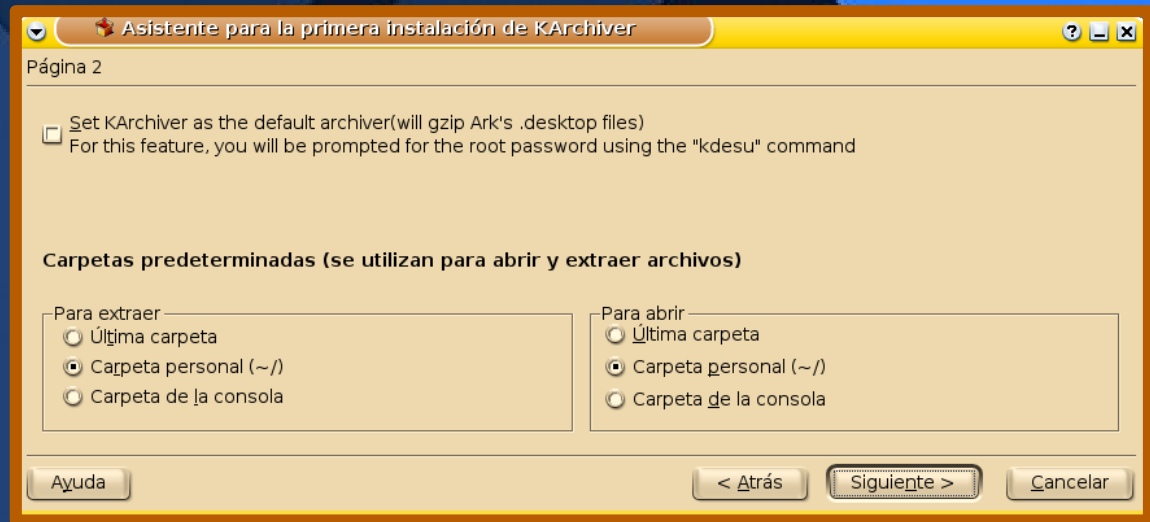 Asistente para la primera instalación de KArchiver
Página 2
Set KArchiver as the default archiver(will gzip Ark's .desktop files)
For this feature, you will be prompted for the root password using the "kdesu" command
Carpetas predeterminadas (se utilizan para abrir y extraer archivos)
Para extraer
Última carpeta
Carpeta personal (~/)
Carpeta de la consola
Para abrir
Última carpeta
Carpeta personal (~/)
Carpeta de la consola
Ayuda
< Atrás
Siguiente >
Cancelar